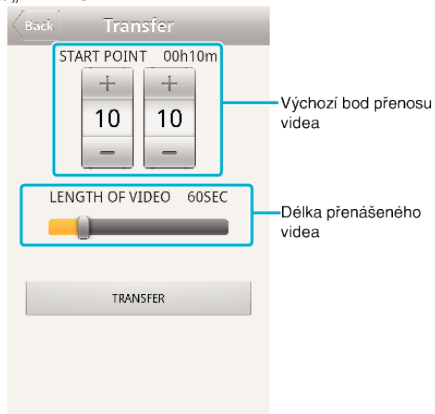 Back Transfer
START POINT 00h10m
+ +
10 10
− −
Výchozí bod přenosu
videa
LENGTH OF VIDEO 60SEC
Délka přenášeného
videa
TRANSFER